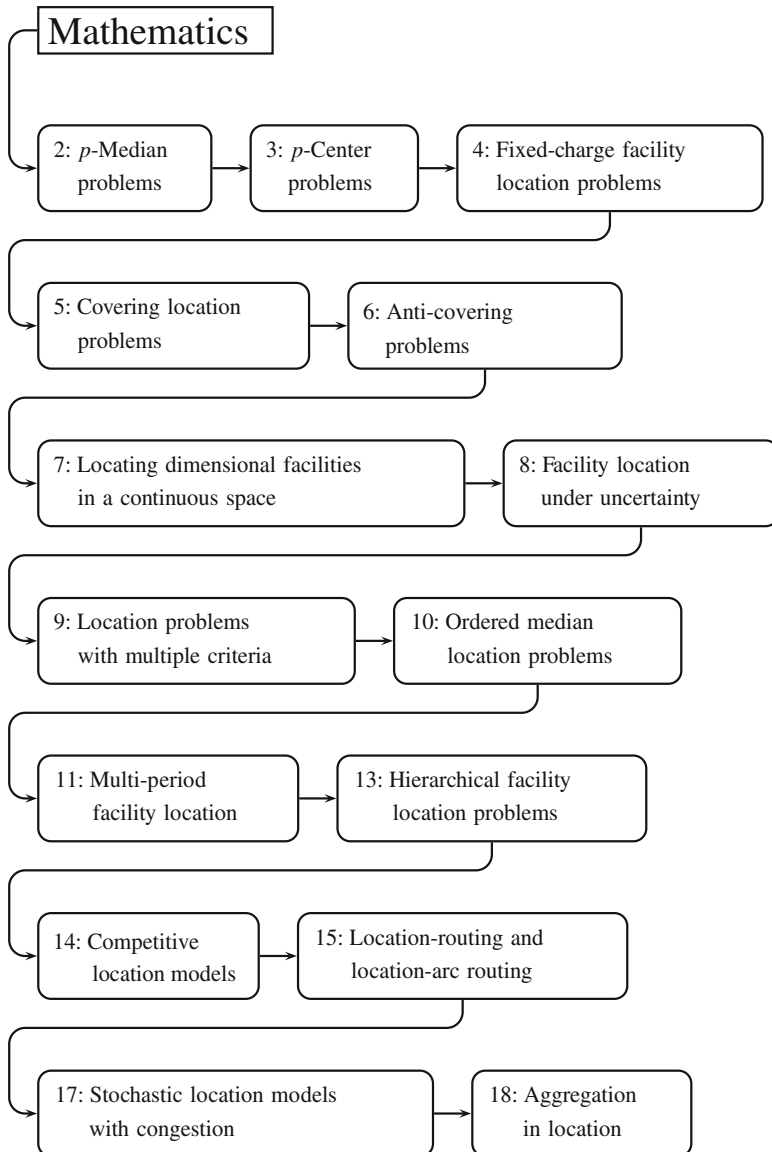 Mathematics
2: p-Median
problems
3: p-Center
problems
4: Fixed-charge facility
location problems
5: Covering location
problems
6: Anti-covering
problems
7: Locating dimensional facilities
in a continuous space
8: Facility location
under uncertainty
9: Location problems
with multiple criteria
10: Ordered median
location problems
11: Multi-period
facility location
13: Hierarchical facility
location problems
14: Competitive
location models
15: Location-routing and
location-arc routing
17: Stochastic location models
with congestion
18: Aggregation
in location